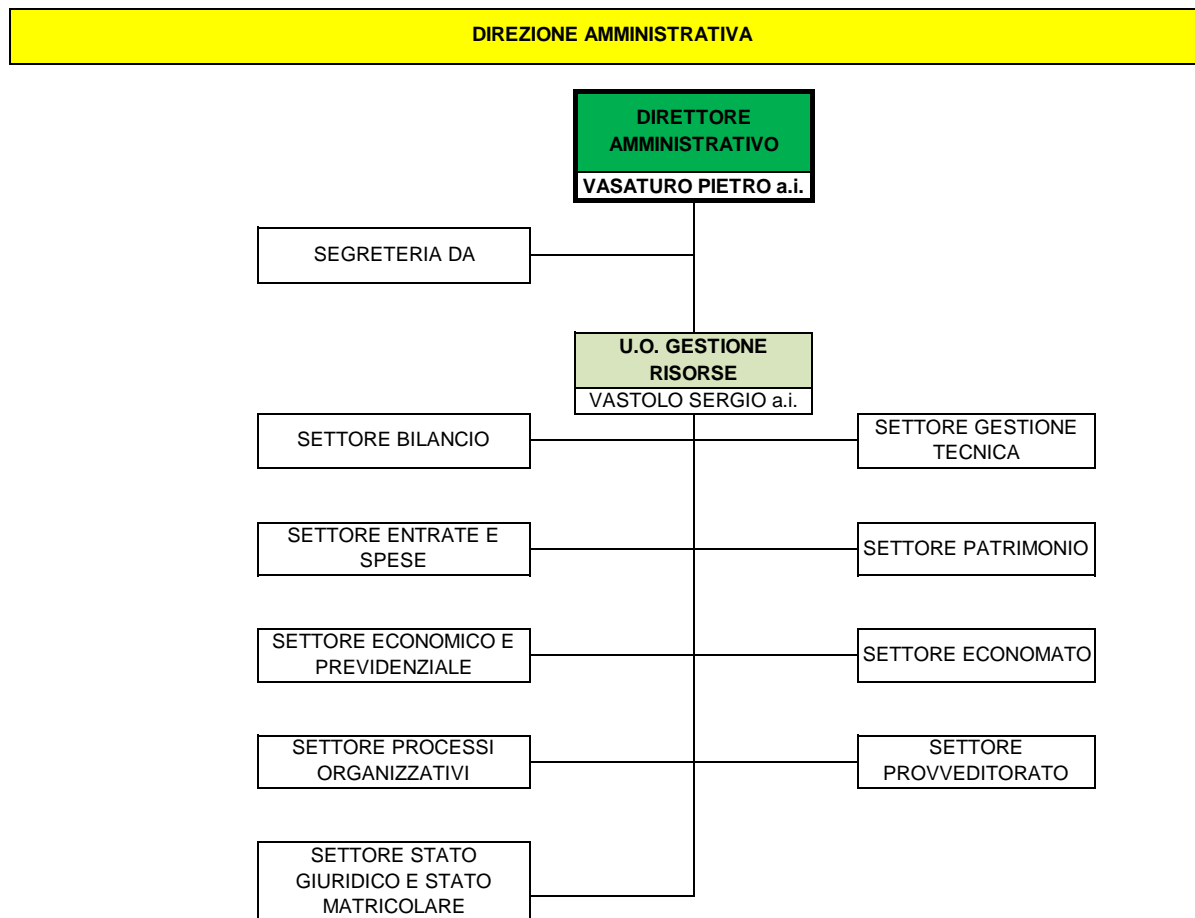 DIREZIONE AMMINISTRATIVA
DIRETTORE
AMMINISTRATIVO
VASATURO PIETRO a.i.
SEGRETERIA DA
U.O. GESTIONE
RISORSE
VASTOLO SERGIO a.i.
SETTORE BILANCIO
SETTORE GESTIONE
TECNICA
SETTORE ENTRATE E
SPESE
SETTORE PATRIMONIO
SETTORE ECONOMICO E
PREVIDENZIALE
SETTORE ECONOMATO
SETTORE PROCESSI
ORGANIZZATIVI
SETTORE
PROVVEDITORATO
SETTORE STATO
GIURIDICO E STATO
MATRICOLARE